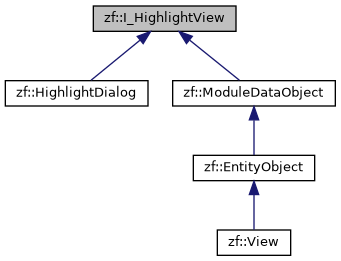 zf::I_HighlightView
zf::HighlightDialog
zf::ModuleDataObject
zf::EntityObject
zf::View